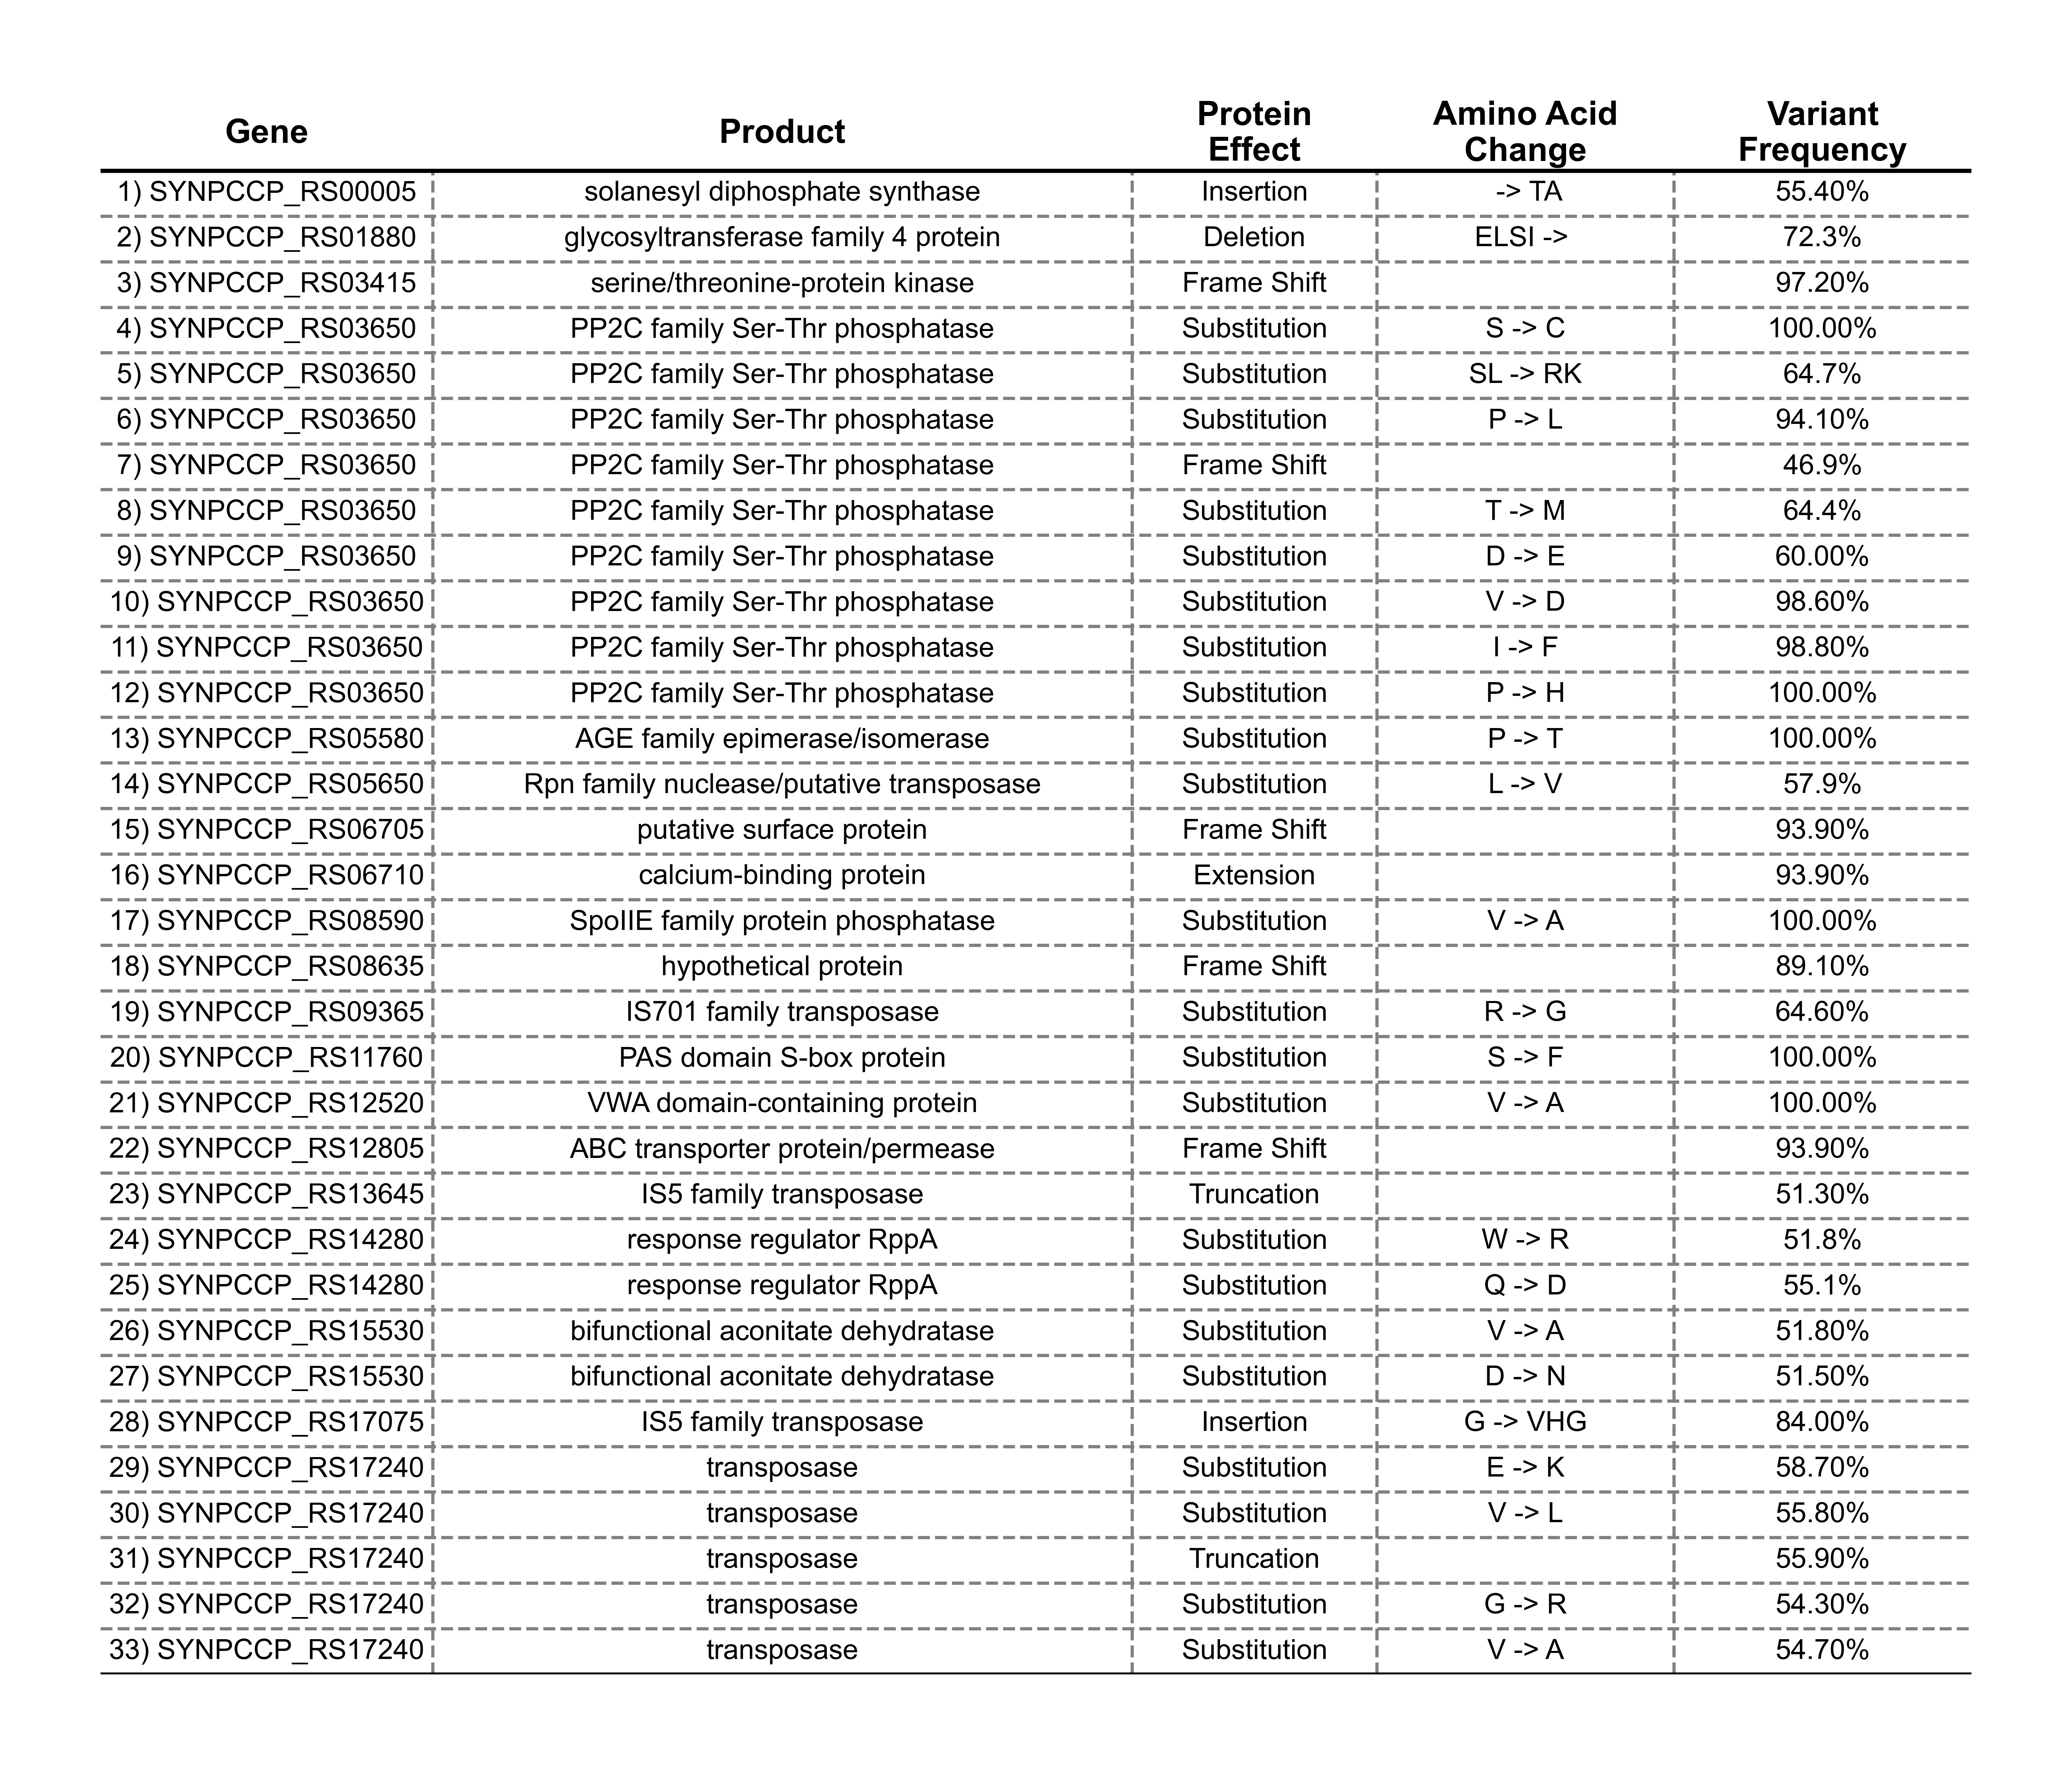 Gene Product Protein Effect Amino Acid Change Variant Frequency
1) SYNPCCP_RS00005 solanesyl diphosphate synthase Insertion -> TA 55.40%
2) SYNPCCP_RS01880 glycosyltransferase family 4 protein Deletion ELSI -> 72.3%
3) SYNPCCP_RS03415 serine/threonine-protein kinase Frame Shift 97.20%
4) SYNPCCP_RS03650 PP2C family Ser-Thr phosphatase Substitution S -> C 100.00%
5) SYNPCCP_RS03650 PP2C family Ser-Thr phosphatase Substitution SL -> RK 64.7%
6) SYNPCCP_RS03650 PP2C family Ser-Thr phosphatase Substitution P -> L 94.10%
7) SYNPCCP_RS03650 PP2C family Ser-Thr phosphatase Frame Shift 46.9%
8) SYNPCCP_RS03650 PP2C family Ser-Thr phosphatase Substitution T -> M 64.4%
9) SYNPCCP_RS03650 PP2C family Ser-Thr phosphatase Substitution D -> E 60.00%
10) SYNPCCP_RS03650 PP2C family Ser-Thr phosphatase Substitution V -> D 98.60%
11) SYNPCCP_RS03650 PP2C family Ser-Thr phosphatase Substitution I -> F 98.80%
12) SYNPCCP_RS03650 PP2C family Ser-Thr phosphatase Substitution P -> H 100.00%
13) SYNPCCP_RS05580 AGE family epimerase/isomerase Substitution P -> T 100.00%
14) SYNPCCP_RS05650 Rpn family nuclease/putative transposase Substitution L -> V 57.9%
15) SYNPCCP_RS06705 putative surface protein Frame Shift 93.90%
16) SYNPCCP_RS06710 calcium-binding protein Extension 93.90%
17) SYNPCCP_RS08590 SpoIIE family protein phosphatase Substitution V -> A 100.00%
18) SYNPCCP_RS08635 hypothetical protein Frame Shift 89.10%
19) SYNPCCP_RS09365 IS701 family transposase Substitution R -> G 64.60%
20) SYNPCCP_RS11760 PAS domain S-box protein Substitution S -> F 100.00%
21) SYNPCCP_RS12520 VWA domain-containing protein Substitution V -> A 100.00%
22) SYNPCCP_RS12805 ABC transporter protein/permease Frame Shift 93.90%
23) SYNPCCP_RS13645 IS5 family transposase Truncation 51.30%
24) SYNPCCP_RS14280 response regulator RppA Substitution W -> R 51.8%
25) SYNPCCP_RS14280 response regulator RppA Substitution Q -> D 55.1%
26) SYNPCCP_RS15530 bifunctional aconitate dehydratase Substitution V -> A 51.80%
27) SYNPCCP_RS15530 bifunctional aconitate dehydratase Substitution D -> N 51.50%
28) SYNPCCP_RS17075 IS5 family transposase Insertion G -> VHG 84.00%
29) SYNPCCP_RS17240 transposase Substitution E -> K 58.70%
30) SYNPCCP_RS17240 transposase Substitution V -> L 55.80%
31) SYNPCCP_RS17240 transposase Truncation 55.90%
32) SYNPCCP_RS17240 transposase Substitution G -> R 54.30%
33) SYNPCCP_RS17240 transposase Substitution V -> A 54.70%